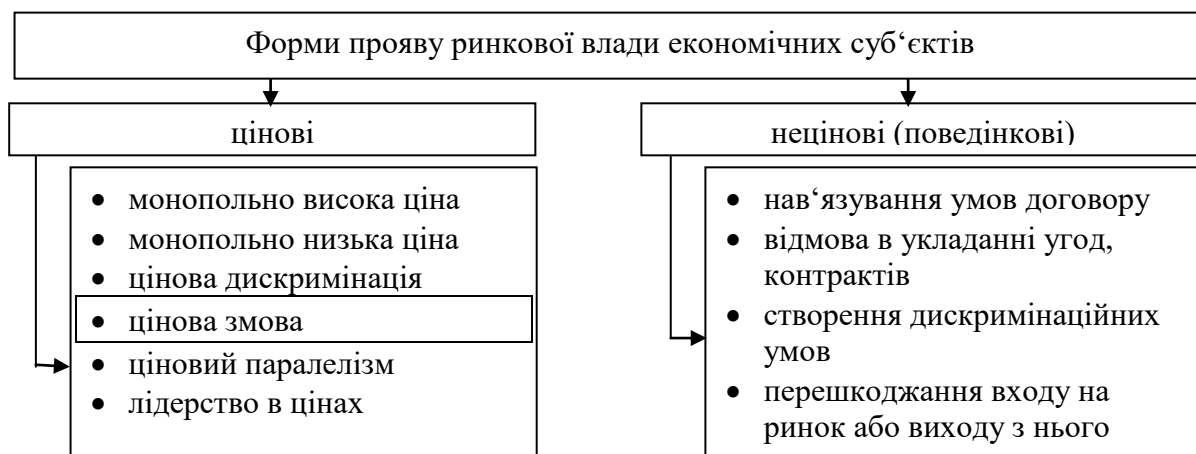 Форми прояву ринкової влади економічних суб‘єктів
цінові
• монопольно висока ціна
• монопольно низька ціна
• цінова дискримінація
• цінова змова
• ціновий паралелізм
• лідерство в цінах
нецінові (поведінкові)
• нав‘язування умов договору
• відмова в укладанні угод,
контрактів
• створення дискримінаційних
умов
• перешкоджання входу на
ринок або виходу з нього